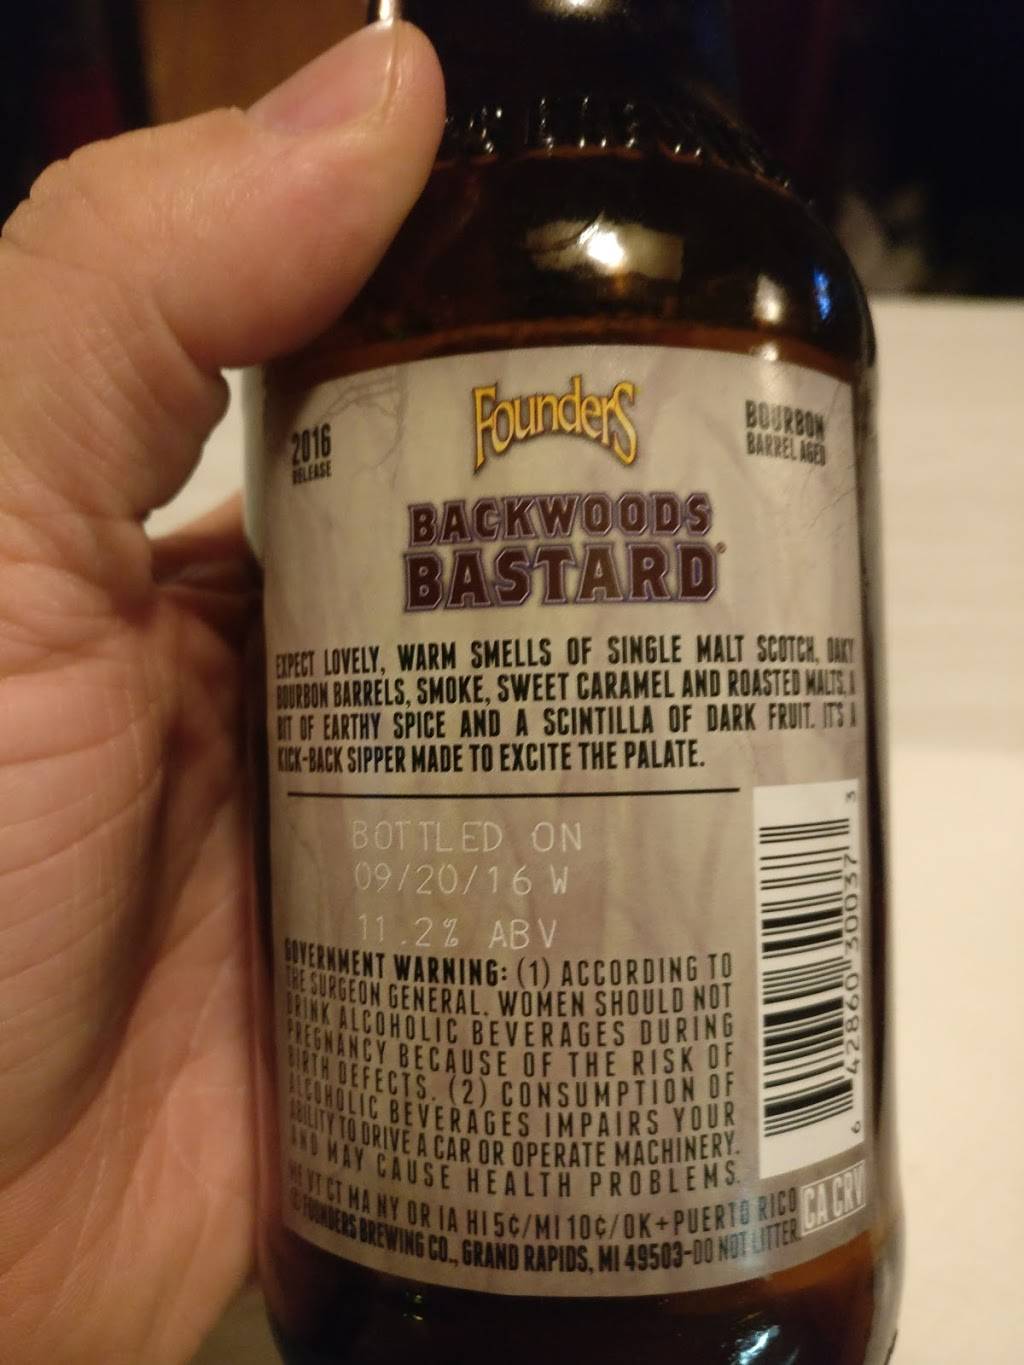 2016
RELEASE
Founders
BOURBON
BARREL AGED
BACKWOODS
BASTARD®
EXPECT LOVELY, WARM SMELLS OF SINGLE MALT SCOTCH, OAKY
BOURBON BARRELS, SMOKE, SWEET CARAMEL AND ROASTED MALTS, A
BIT OF EARTHY SPICE AND A SCINTILLA OF DARK FRUIT. IT'S A
KICK-BACK SIPPER MADE TO EXCITE THE PALATE.
BOTTLED ON
09/20/16 W
11.2% ABV
GOVERNMENT WARNING: (1) ACCORDING TO
THE SURGEON GENERAL, WOMEN SHOULD NOT
DRINK ALCOHOLIC BEVERAGES DURING
PREGNANCY BECAUSE OF THE RISK OF
BIRTH DEFECTS. (2) CONSUMPTION OF
ALCOHOLIC BEVERAGES IMPAIRS YOUR
ABILITY TO DRIVE A CAR OR OPERATE MACHINERY,
AND MAY CAUSE HEALTH PROBLEMS.
ME VT CT MA NY OR IA HI 5¢/MI 10¢/OK+PUERTO RICO
CA CRV
© FOUNDERS BREWING CO., GRAND RAPIDS, MI 49503-DO NOT LITTER
6 42860 30037 3